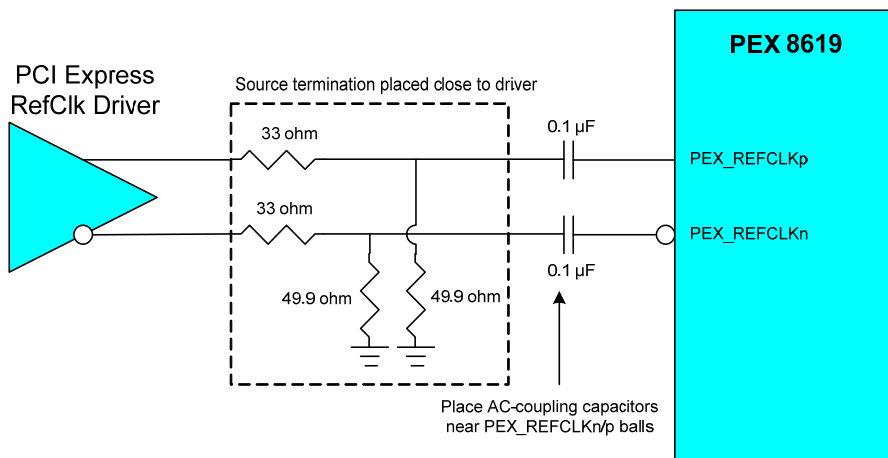 PEX 8619
PCI Express
RefClk Driver
Source termination placed close to driver
33 ohm
0.1 µF
PEX_REFCLKp
33 ohm
PEX_REFCLKn
0.1 µF
49.9 ohm
49.9 ohm
Place AC-coupling capacitors
near PEX_REFCLKn/p balls